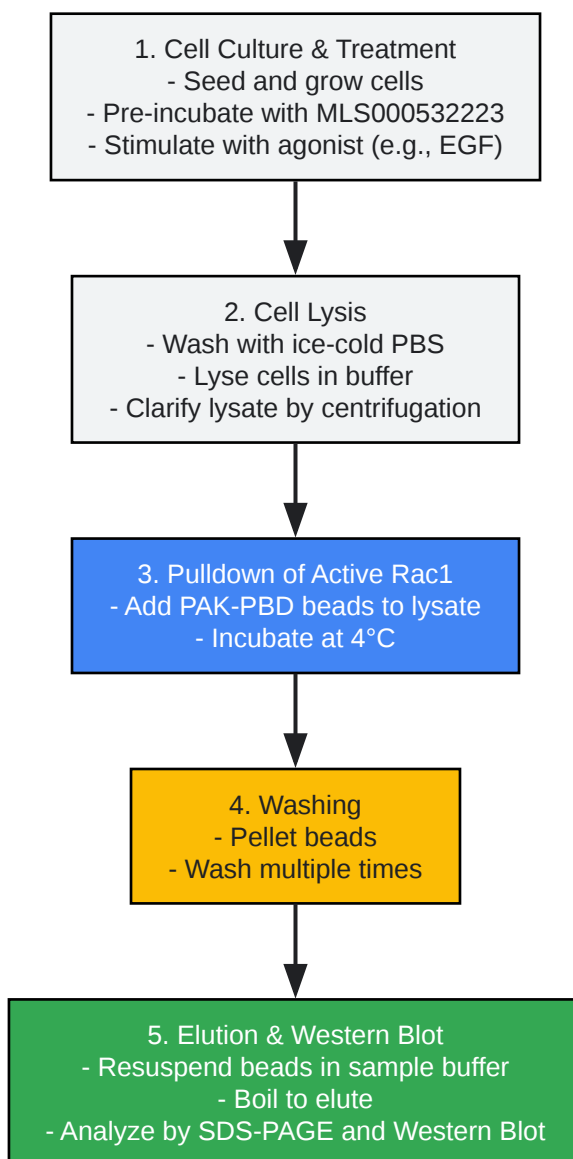 1. Cell Culture & Treatment
- Seed and grow cells
- Pre-incubate with MLS000532223
- Stimulate with agonist (e.g., EGF)
2. Cell Lysis
- Wash with ice-cold PBS
- Lyse cells in buffer
- Clarify lysate by centrifugation
3. Pulldown of Active Rac1
- Add PAK-PBD beads to lysate
- Incubate at 4°C
4. Washing
- Pellet beads
- Wash multiple times
5. Elution & Western Blot
- Resuspend beads in sample buffer
- Boil to elute
- Analyze by SDS-PAGE and Western Blot